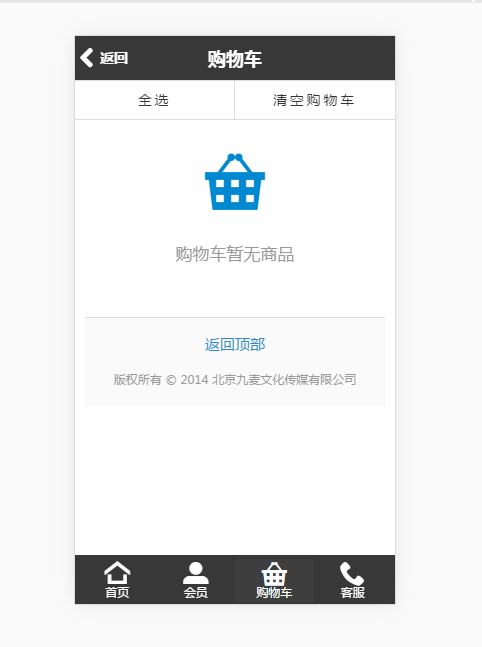 返回
购物车
全选
清空购物车
购物车暂无商品
返回顶部
版权所有 © 2014 北京九麦文化传媒有限公司
首页
会员
购物车
客服